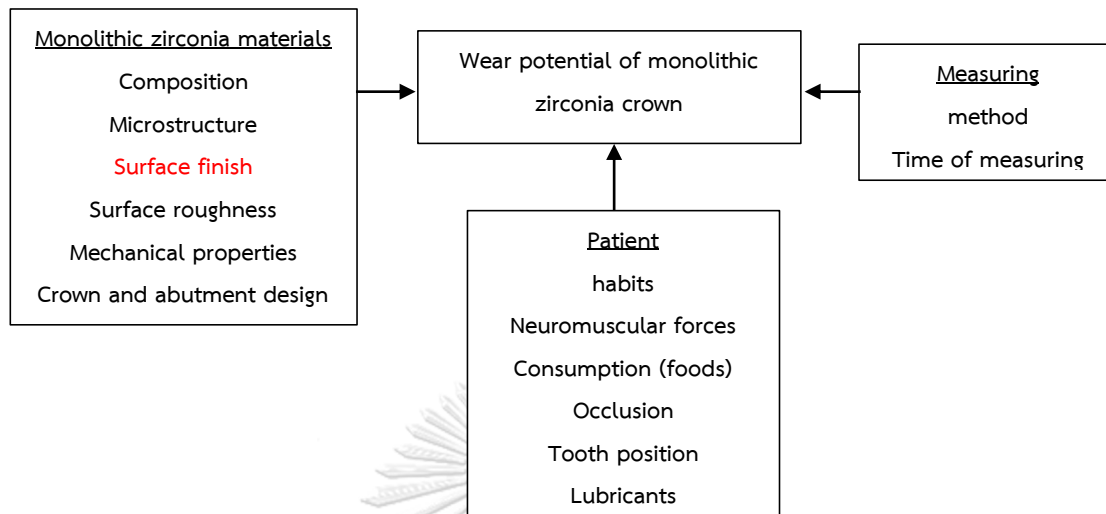 Monolithic zirconia materials
Composition
Microstructure
Surface finish
Surface roughness
Mechanical properties
Crown and abutment design
Wear potential of monolithic
zirconia crown
Measuring
method
Time of measuring
Patient
habits
Neuromuscular forces
Consumption (foods)
Occlusion
Tooth position
Lubricants